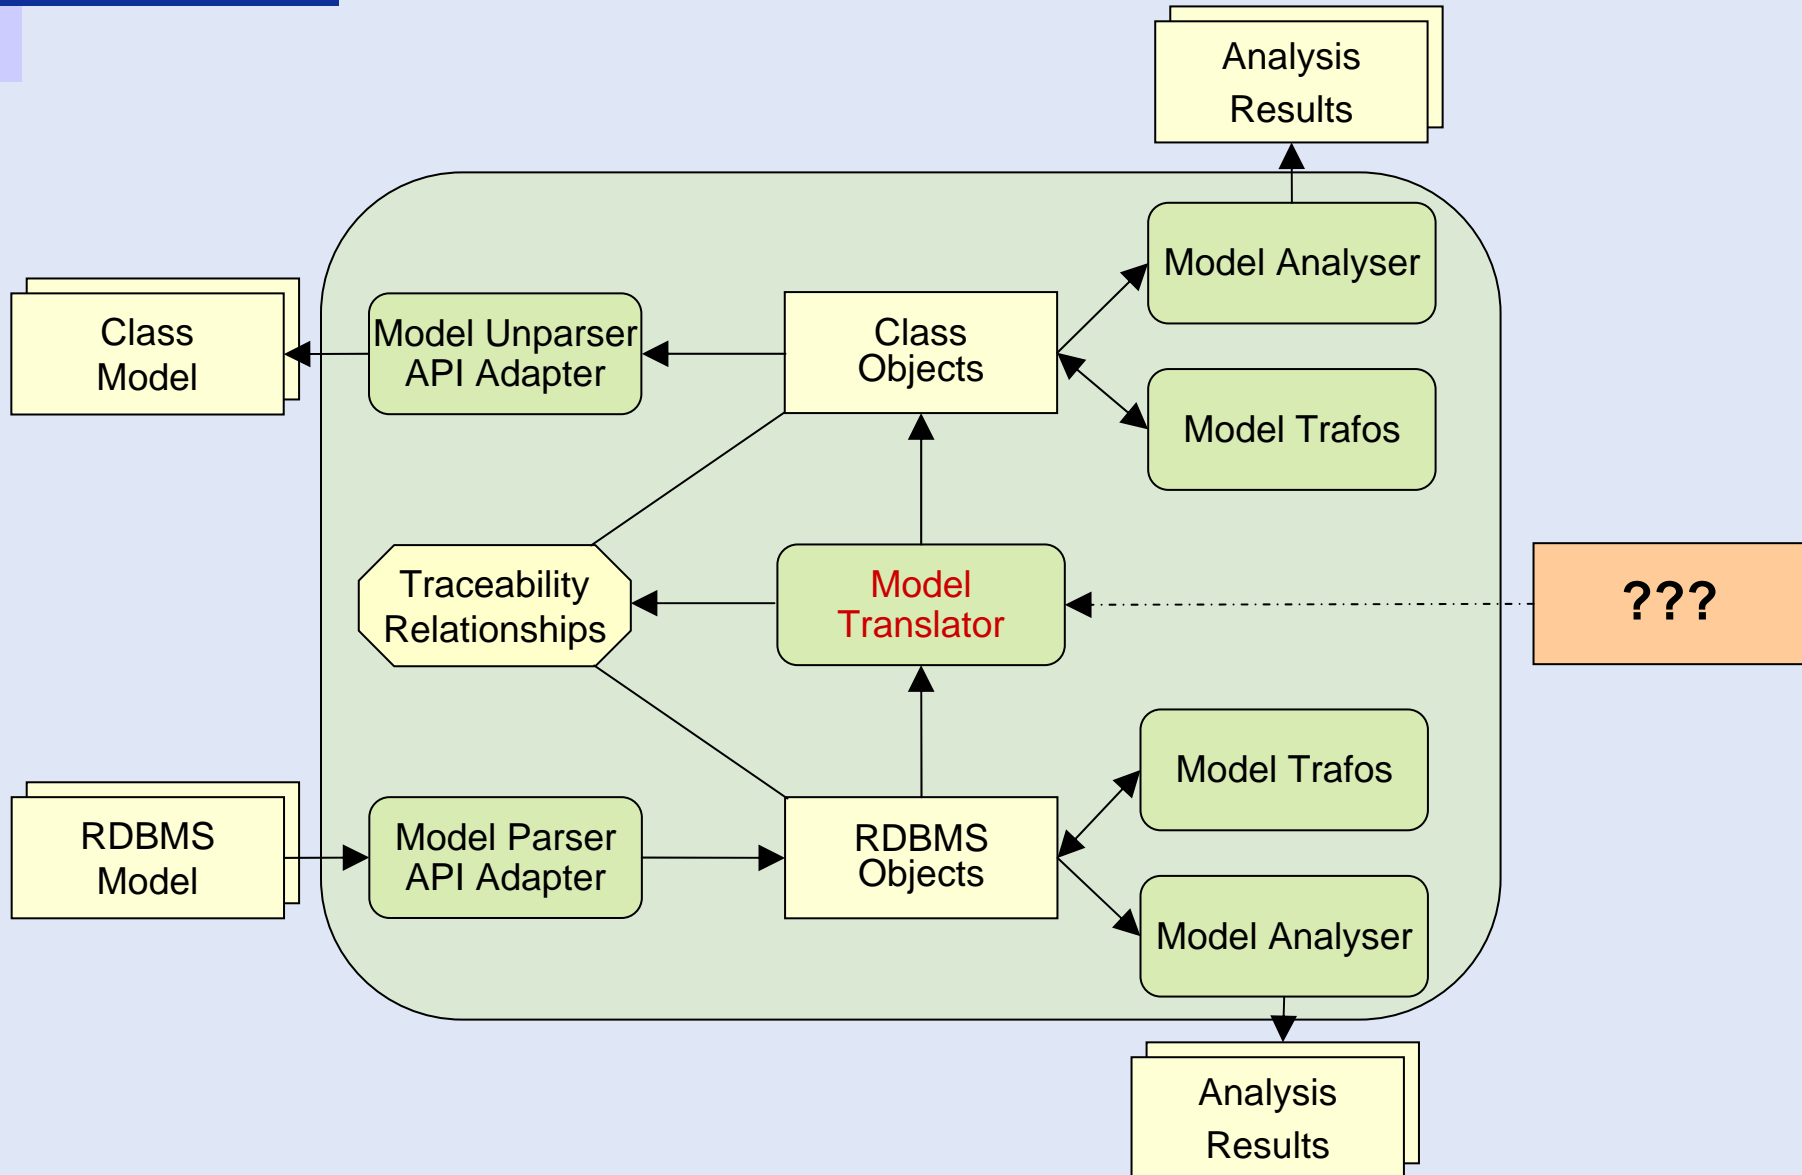 Analysis
Results
Model Analyser
Class
Model
Model Unparser
API Adapter
Class
Objects
Model Trafos
Traceability
Relationships
Model
Translator
???
Model Trafos
RDBMS
Model
Model Parser
API Adapter
RDBMS
Objects
Model Analyser
Analysis
Results